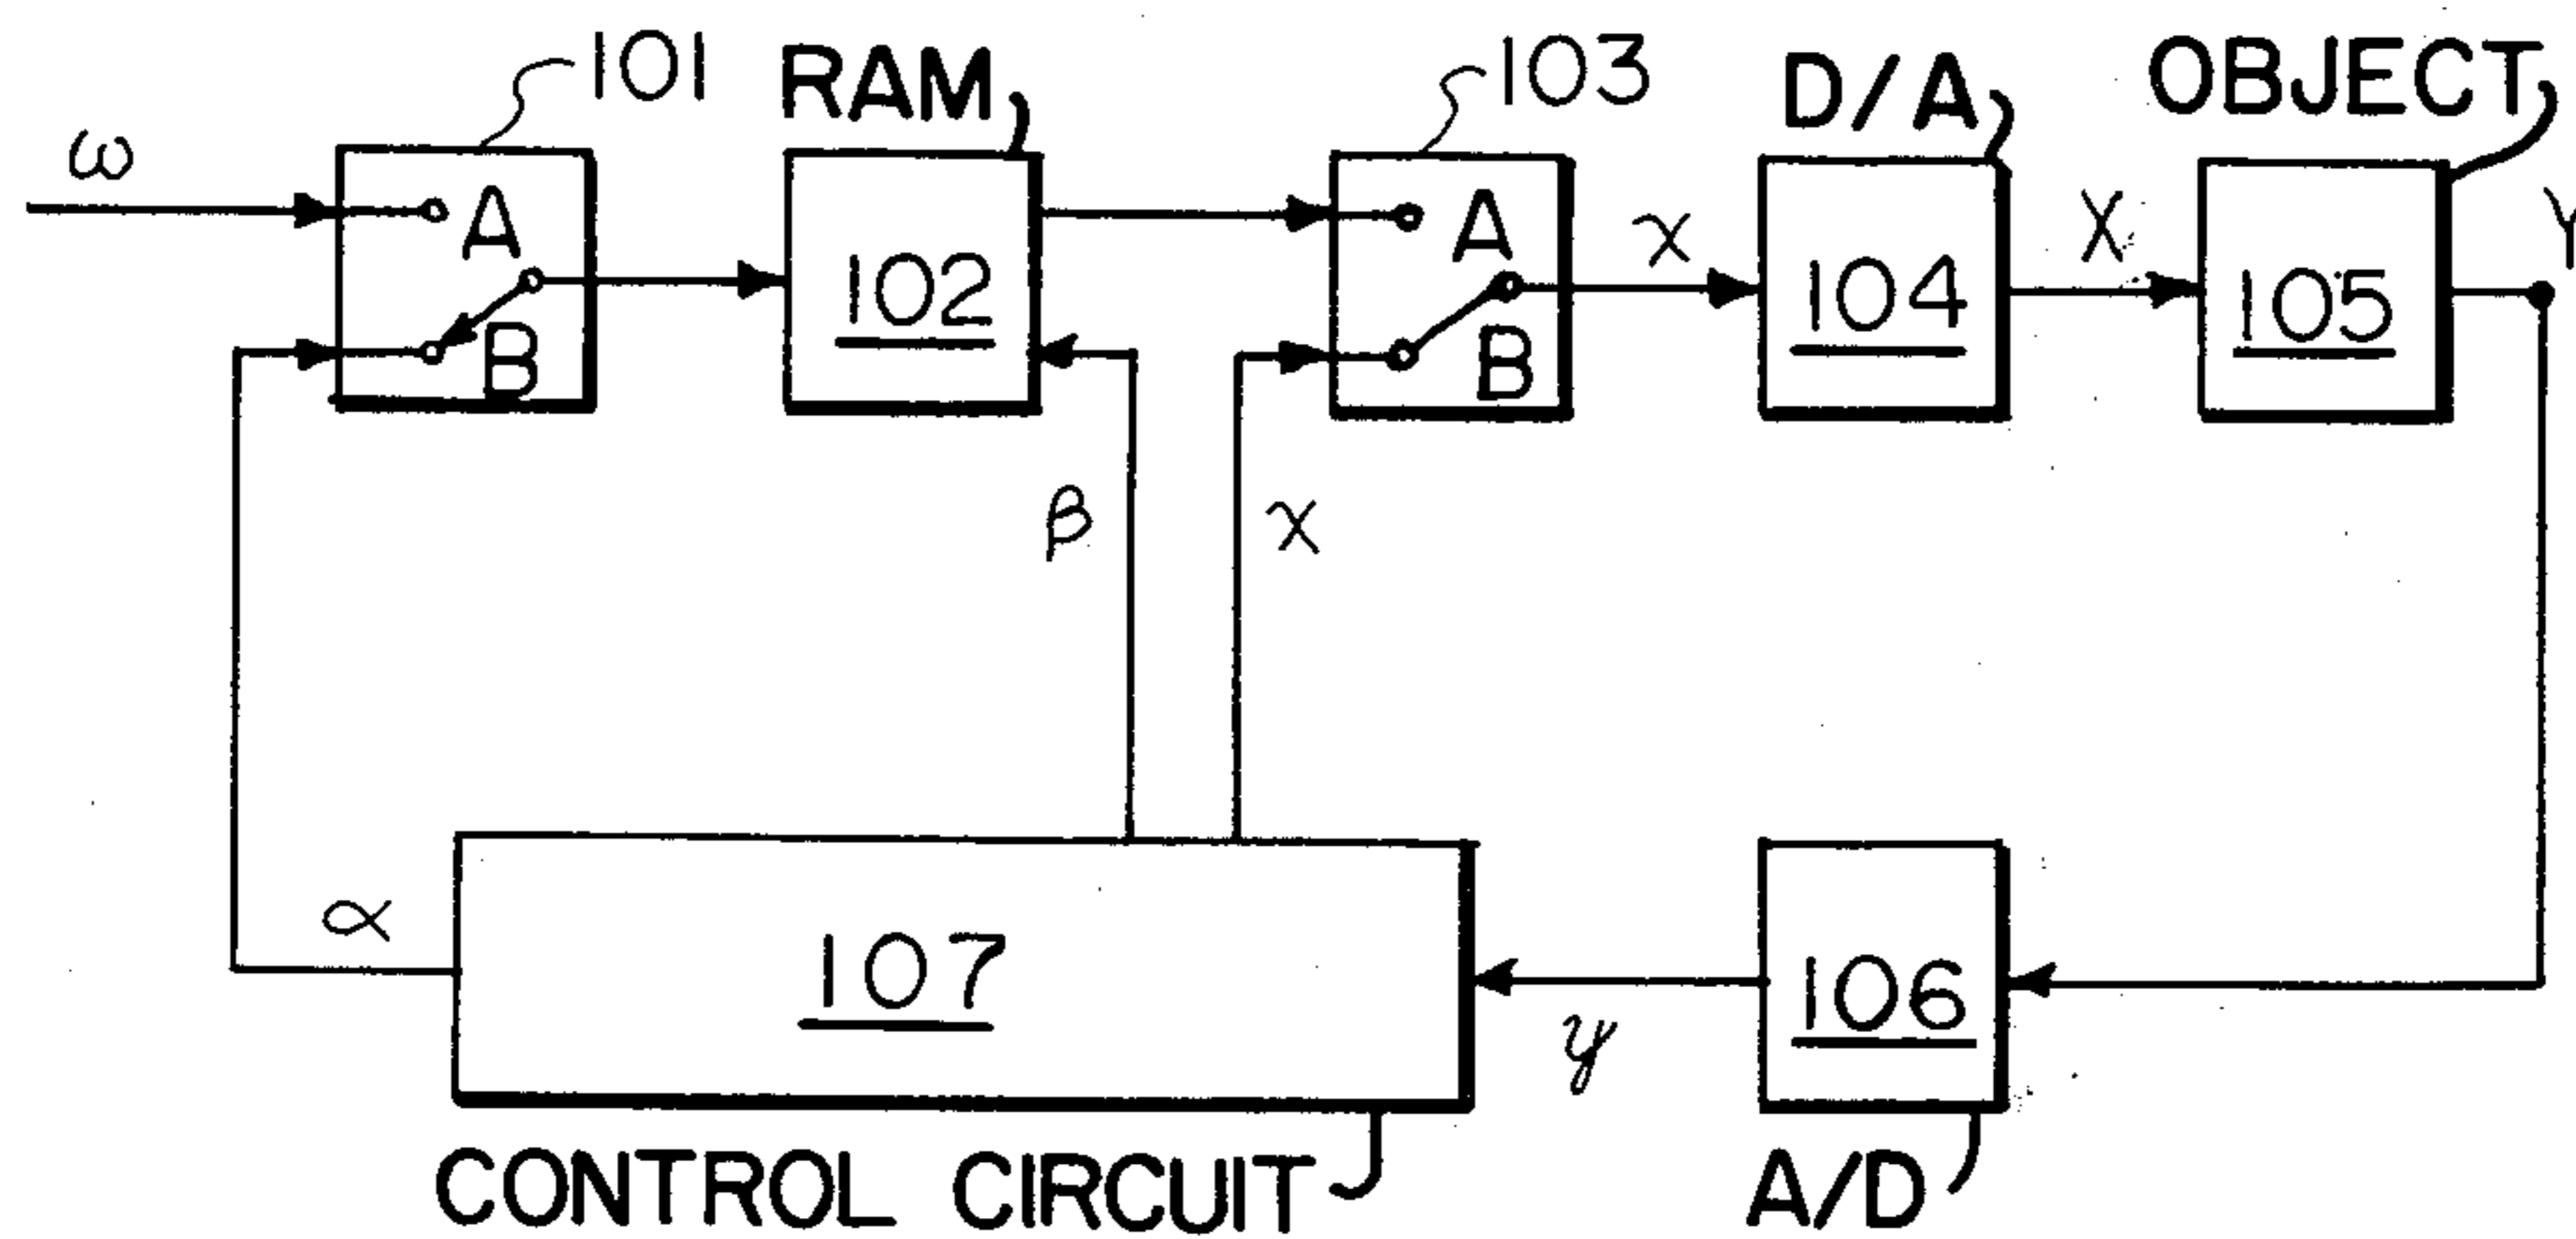 101
RAM
103
D/A
OBJECT
ω
A
B
102
A
B
x
104
X
105
Y
β
x
α
107
y
106
CONTROL CIRCUIT
A/D